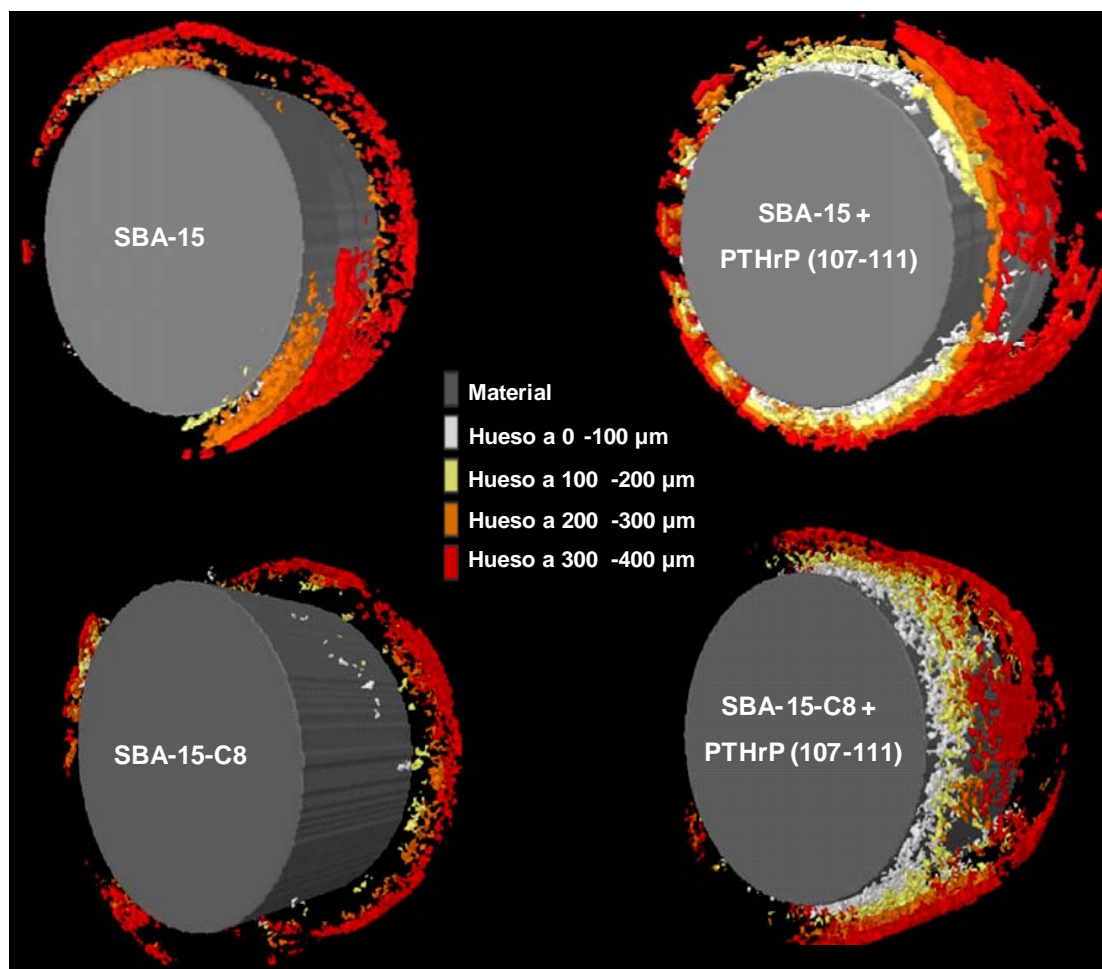 SBA-15
SBA-15 +
PTHrP (107-111)
Material
Hueso a 0 -100 µm
Hueso a 100 -200 µm
Hueso a 200 -300 µm
Hueso a 300 -400 µm
SBA-15-C8
SBA-15-C8 +
PTHrP (107-111)